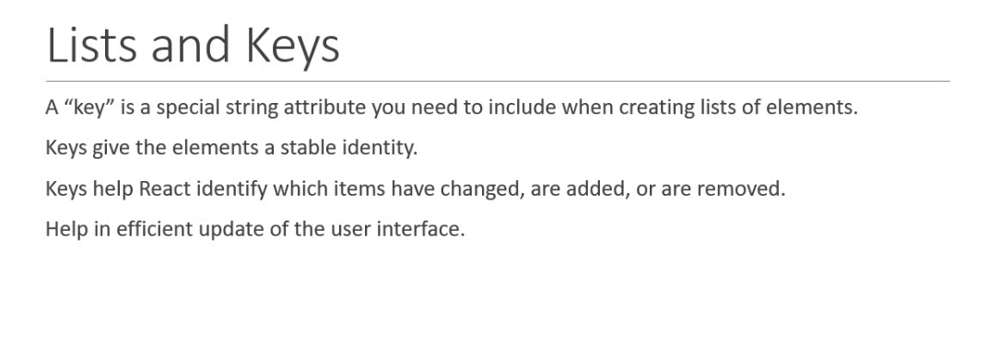 Lists and Keys
A “key” is a special string attribute you need to include when creating lists of elements.
Keys give the elements a stable identity.
Keys help React identify which items have changed, are added, or are removed.
Help in efficient update of the user interface.